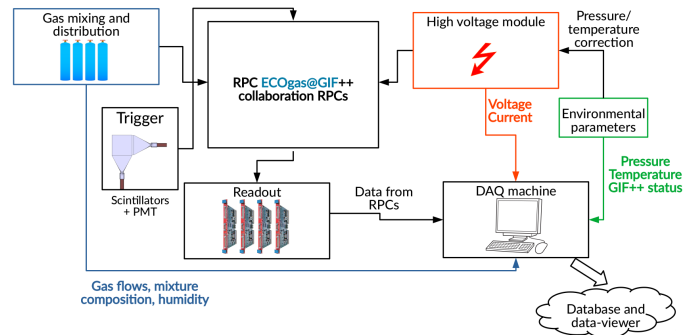 Gas mixing and
distribution
High voltage module
Pressure/
temperature
correction
RPC ECOgas@GIF++
collaboration RPCs
Trigger
Voltage
Current
Environmental
parameters
Scintillators
+ PMT
Readout
Data from
RPCs
DAQ machine
Pressure
Temperature
GIF++ status
Gas flows, mixture
composition, humidity
Database and
data-viewer